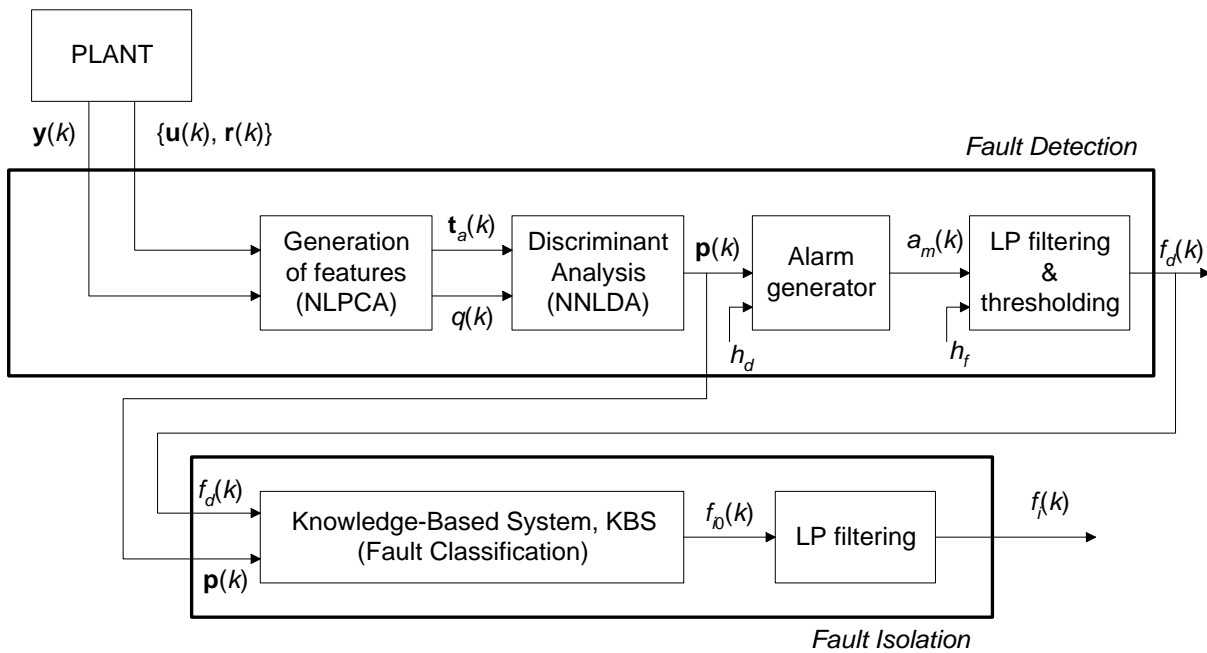 PLANT
y(k)
{u(k), r(k)}
Fault Detection
Generation
of features
(NLPCA)
t_a(k)
q(k)
Discriminant
Analysis
(NNLDA)
p(k)
h_d
Alarm
generator
a_m(k)
h_f
LP filtering
&
thresholding
f_d(k)
f_d(k)
p(k)
Knowledge-Based System, KBS
(Fault Classification)
f_i0(k)
LP filtering
f_i(k)
Fault Isolation